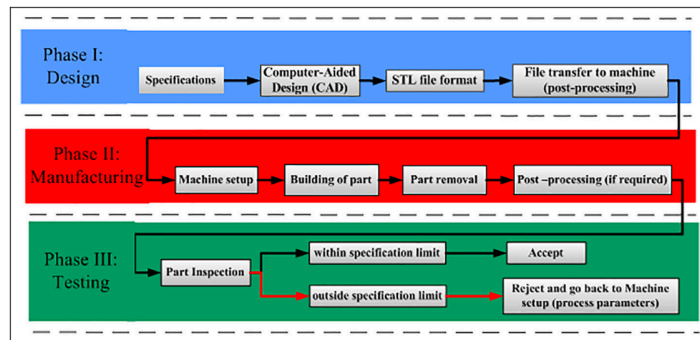 Phase I:
Design
Specifications
Computer-Aided
Design (CAD)
STL file format
File transfer to machine
(post-processing)
Phase II:
Manufacturing
Machine setup
Building of part
Part removal
Post –processing (if required)
Phase III:
Testing
Part Inspection
within specification limit
Accept
outside specification limit
Reject and go back to Machine
setup (process parameters)